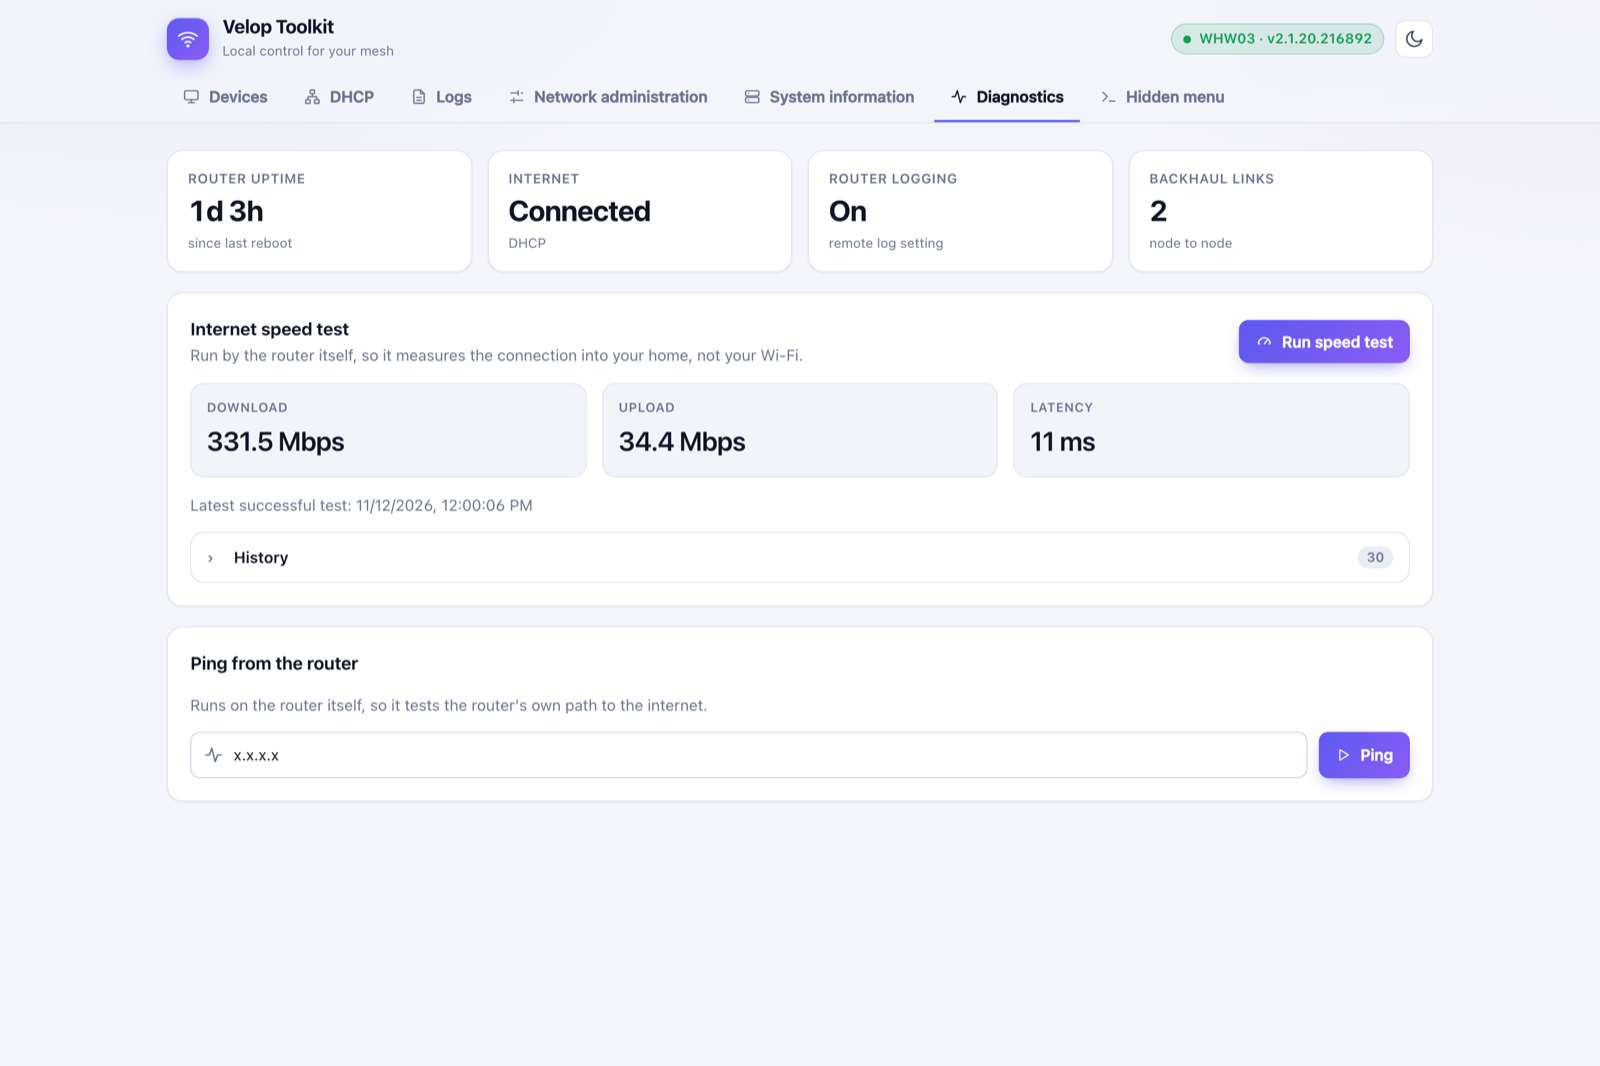 Velop Toolkit
Local control for your mesh
WHW03 · v2.1.20.216892
Devices
DHCP
Logs
Network administration
System information
Diagnostics
Hidden menu
ROUTER UPTIME
1d 3h
since last reboot
INTERNET
Connected
DHCP
ROUTER LOGGING
On
remote log setting
BACKHAUL LINKS
2
node to node
Internet speed test
Run by the router itself, so it measures the connection into your home, not your Wi-Fi.
Run speed test
DOWNLOAD
331.5 Mbps
UPLOAD
34.4 Mbps
LATENCY
11 ms
Latest successful test: 11/12/2026, 12:00:06 PM
History
30
Ping from the router
Runs on the router itself, so it tests the router's own path to the internet.
x.x.x.x
Ping